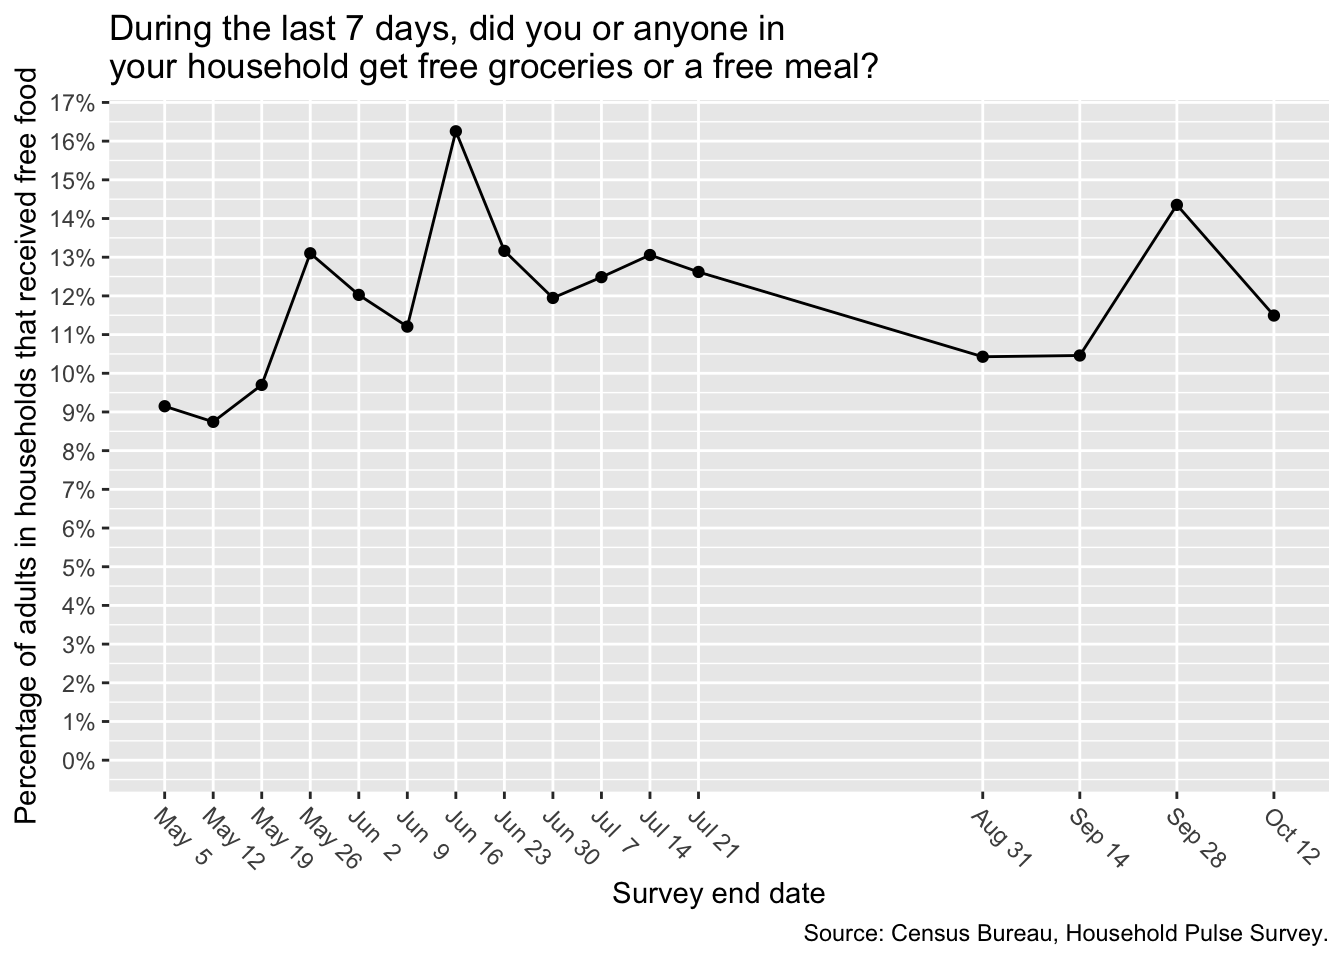 During the last 7 days, did you or anyone in
your household get free groceries or a free meal?
Percentage of adults in households that received free food
17%
16%
15%
14%
13%
12%
11%
10%
9%
8%
7%
6%
5%
4%
3%
2%
1%
0%
May 5
May 12
May 19
May 26
Jun 2
Jun 9
Jun 16
Jun 23
Jun 30
Jul 7
Jul 14
Jul 21
Aug 31
Sep 14
Sep 28
Oct 12
Survey end date
Source: Census Bureau, Household Pulse Survey.